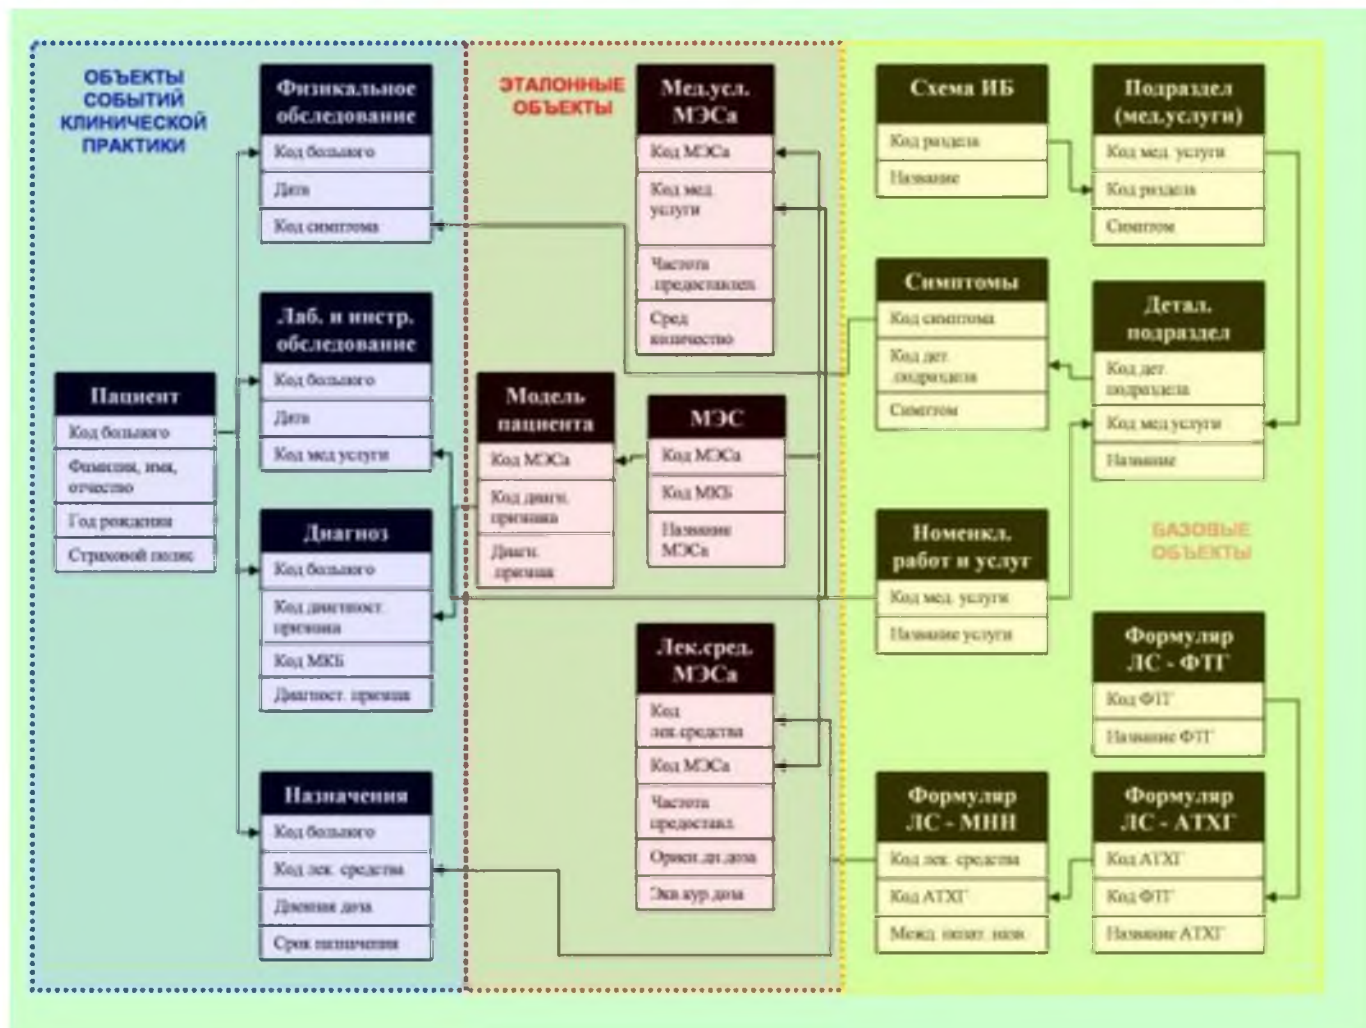 ОБЪЕКТЫ
СОБЫТИЙ
КЛИНИЧЕСКОЙ
ПРАКТИКИ
Физикальное
обследование
Код больного
Дата
Код симптома
Лаб. и инстр.
обследование
Код больного
Дата
Код мед услуги
Пациент
Код больного
Фамилия, имя,
отчество
Год рождения
Страховой полис
Диагноз
Код больного
Код диагност.
признака
Код МКБ
Диагност. признак
Назначения
Код больного
Код лек. средства
Дневная доза
Срок назначения
ЭТАЛОННЫЕ
ОБЪЕКТЫ
Мед.усл.
МЭСа
Код МЭСа
Код мед.
услуги
Частота
предоставлен.
Сред
количество
Модель
пациента
Код МЭСа
Код диагн.
признака
Диагн.
признак
МЭС
Код МЭСа
Код МКБ
Название
МЭСа
Лек.сред.
МЭСа
Код
лек.средства
Код МЭСа
Частота
предоставл.
Ориен.дн.доза
Экв.кур.доза
Схема ИБ
Код раздела
Название
Подраздел
(мед.услуги)
Код мед. услуги
Код раздела
Симптом
Симптомы
Код симптома
Код дет.
подраздела
Симптом
Детал.
подраздел
Код дет.
подраздела
Код мед услуги
Название
Номенкл.
работ и услуг
Код мед. услуги
Название услуги
БАЗОВЫЕ
ОБЪЕКТЫ
Формуляр
ЛС - ФТГ
Код ФТГ
Название ФТГ
Формуляр
ЛС - МНН
Код лек. средства
Код АТХГ
Межд. непат. назв.
Формуляр
ЛС - АТХГ
Код АТХГ
Код ФТГ
Название АТХГ